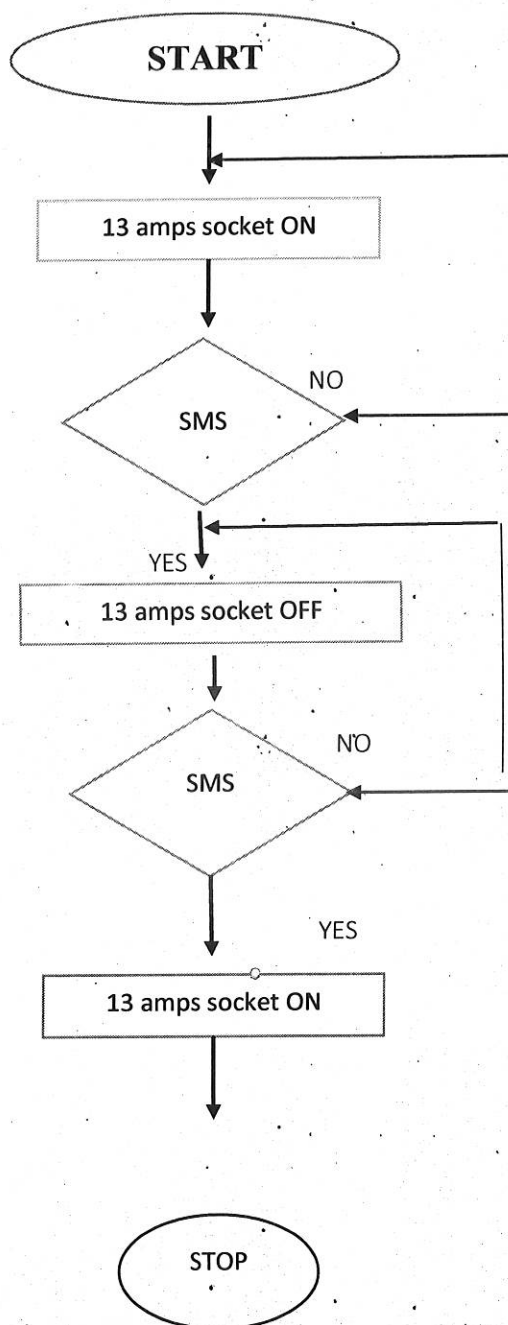 START
13 amps socket ON
NO
SMS
YES
13 amps socket OFF
NO
SMS
YES
13 amps socket ON
STOP